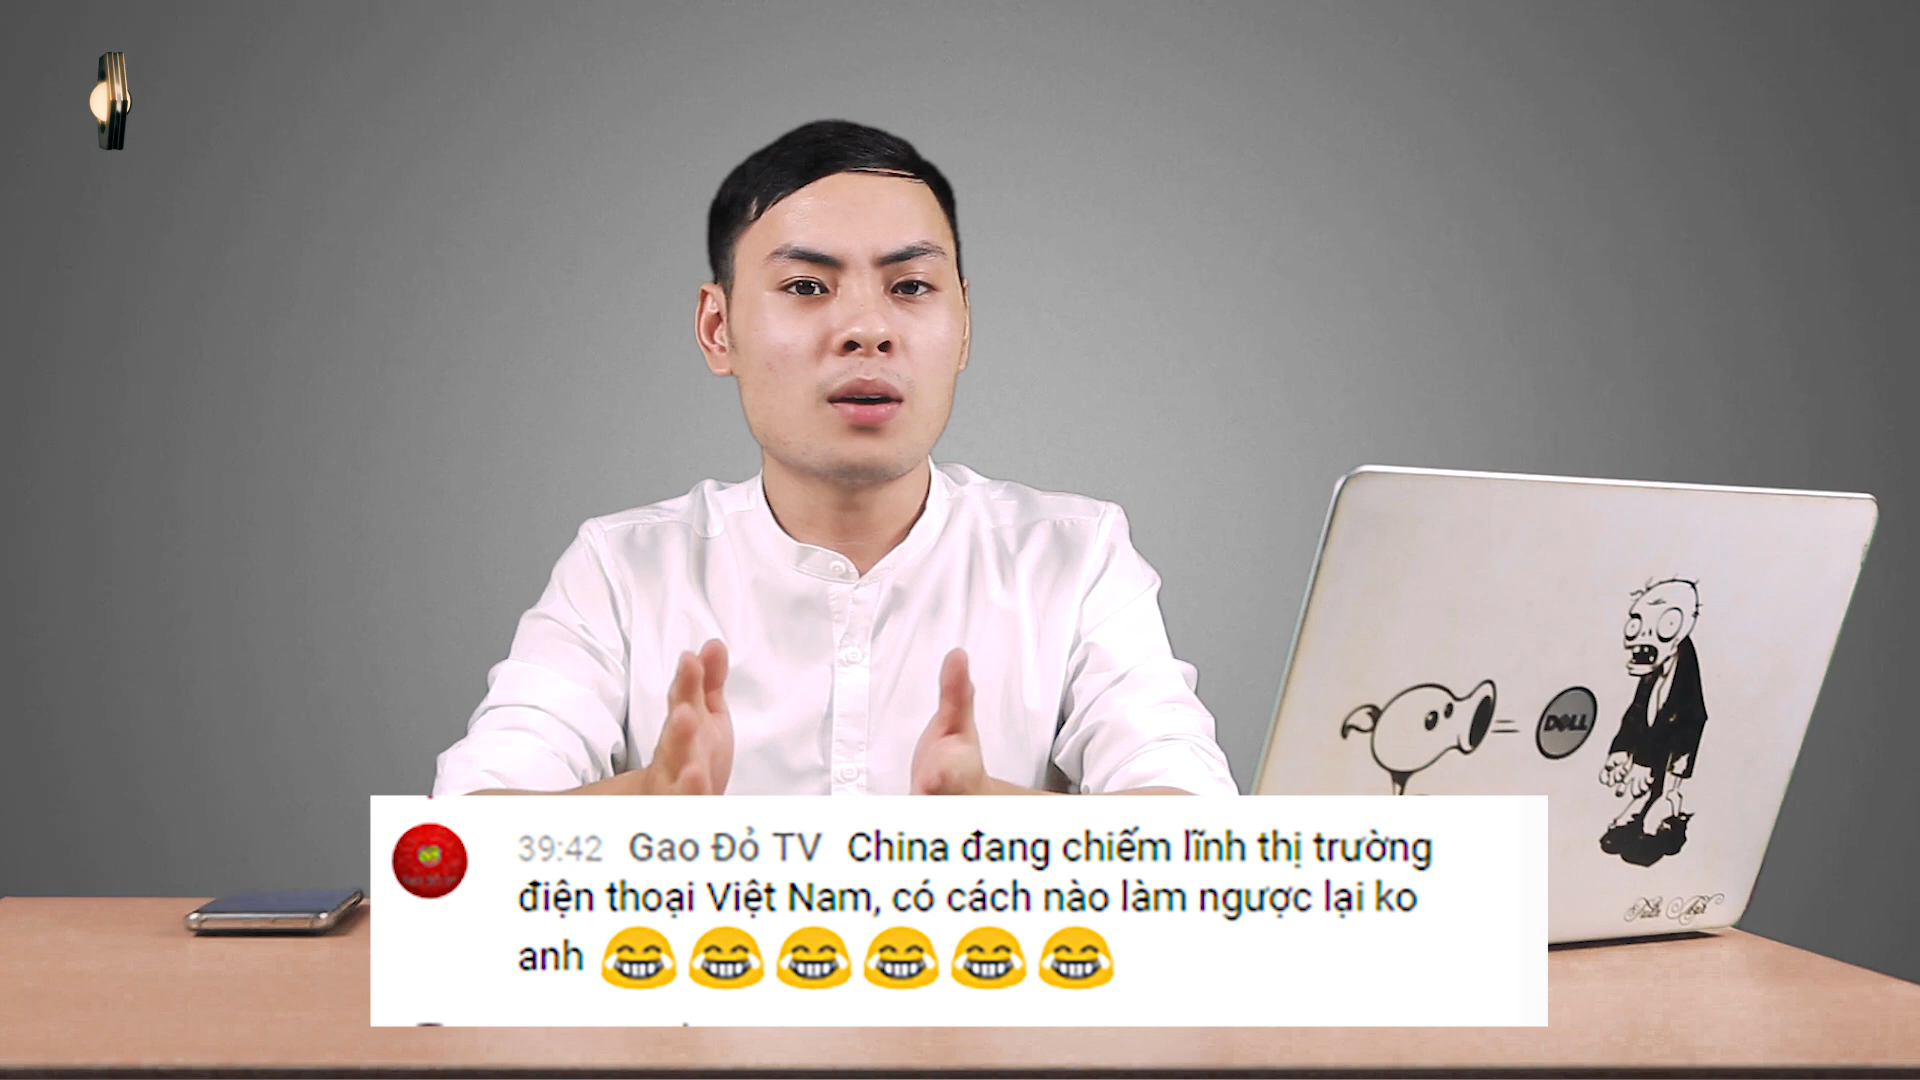 DELL
39:42 Gao Đỏ TV China đang chiếm lĩnh thị trường
điện thoại Việt Nam, có cách nào làm ngược lại ko
anh 😂😂😂😂😂😂